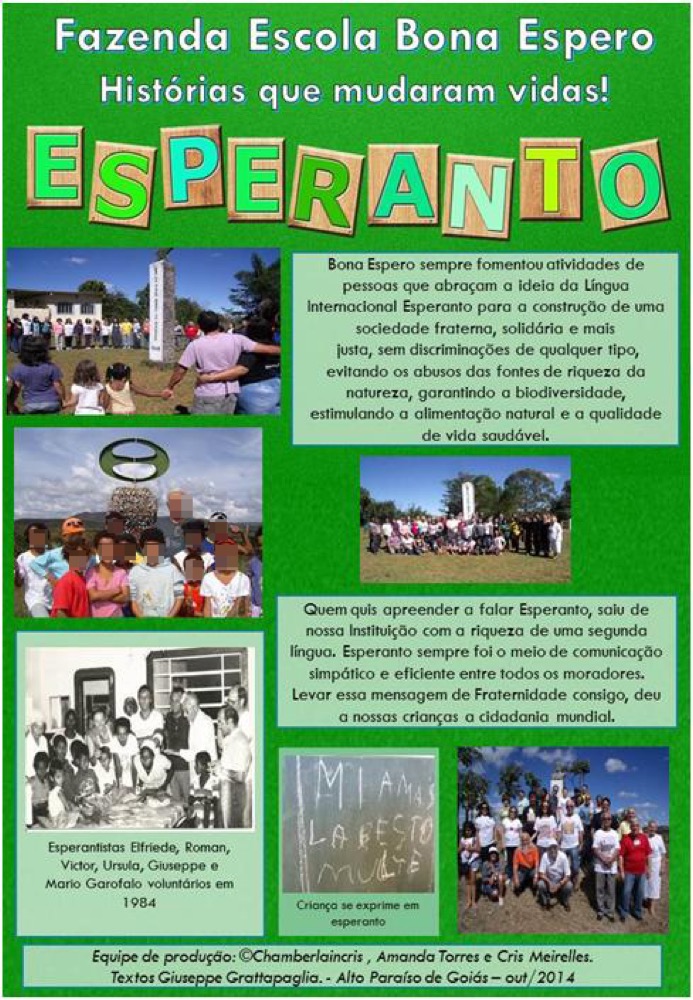 Fazenda Escola Bona Espero
Histórias que mudaram vidas!
ESPERANTO
Bona Espero sempre fomentou atividades de
pessoas que abraçam a ideia da Língua
Internacional Esperanto para a construção de uma
sociedade fraterna, solidária e mais
justa, sem discriminações de qualquer tipo,
evitando os abusos das fontes de riqueza da
natureza, garantindo a biodiversidade,
estimulando a alimentação natural e a qualidade
de vida saudável.
Quem quis apreender a falar Esperanto, saiu de
nossa Instituição com a riqueza de uma segunda
língua. Esperanto sempre foi o meio de comunicação
simpático e eficiente entre todos os moradores.
Levar essa mensagem de Fraternidade consigo, deu
a nossas crianças a cidadania mundial.
Esperantistas Elfriede, Roman,
Victor, Ursula, Giuseppe e
Mario Garofalo voluntários em
1984
MI AMAS
LA BESTO
MULTE
Criança se exprime em
esperanto
Equipe de produção: ©Chamberlaincris , Amanda Torres e Cris Meirelles.
Textos Giuseppe Grattapaglia. - Alto Paraíso de Goiás – out/2014